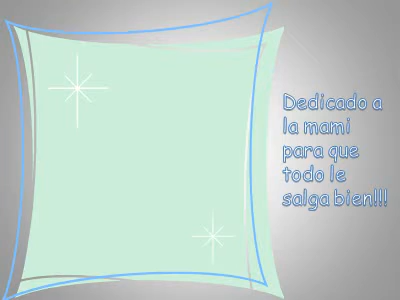 Dedicado a
la mami
para que
todo le
salga bien!!!